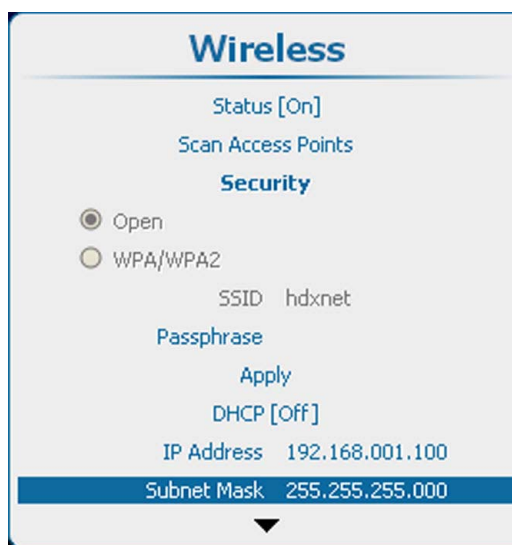 Wireless
Status [On]
Scan Access Points
Security
Open
WPA/WPA2
SSID hdxnet
Passphrase
Apply
DHCP [Off]
IP Address 192.168.001.100
Subnet Mask 255.255.255.000